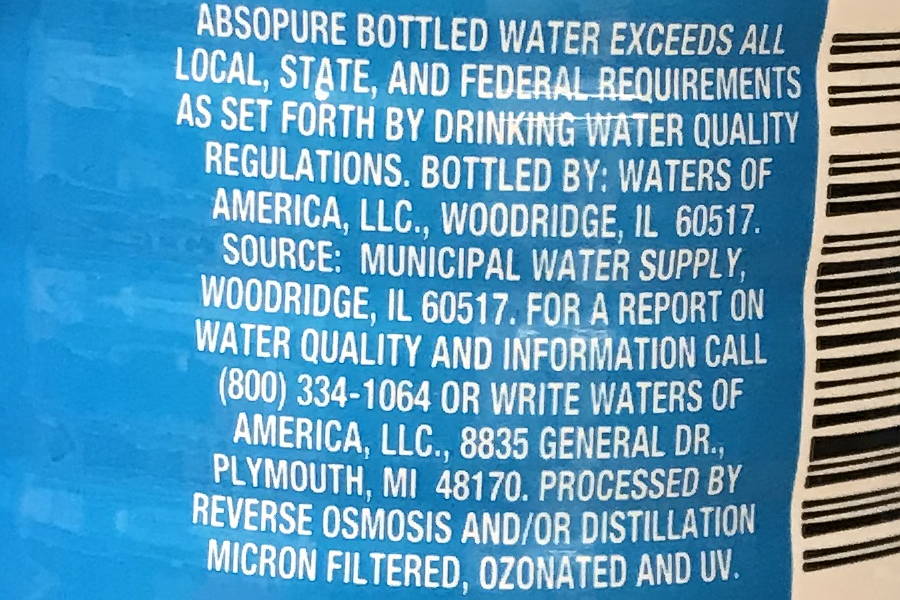 ABSOPURE BOTTLED WATER EXCEEDS ALL
LOCAL, STATE, AND FEDERAL REQUIREMENTS
AS SET FORTH BY DRINKING WATER QUALITY
REGULATIONS. BOTTLED BY: WATERS OF
AMERICA, LLC., WOODRIDGE, IL 60517.
SOURCE: MUNICIPAL WATER SUPPLY,
WOODRIDGE, IL 60517. FOR A REPORT ON
WATER QUALITY AND INFORMATION CALL
(800) 334-1064 OR WRITE WATERS OF
AMERICA, LLC., 8835 GENERAL DR.,
PLYMOUTH, MI 48170. PROCESSED BY
REVERSE OSMOSIS AND/OR DISTILLATION
MICRON FILTERED, OZONATED AND UV.